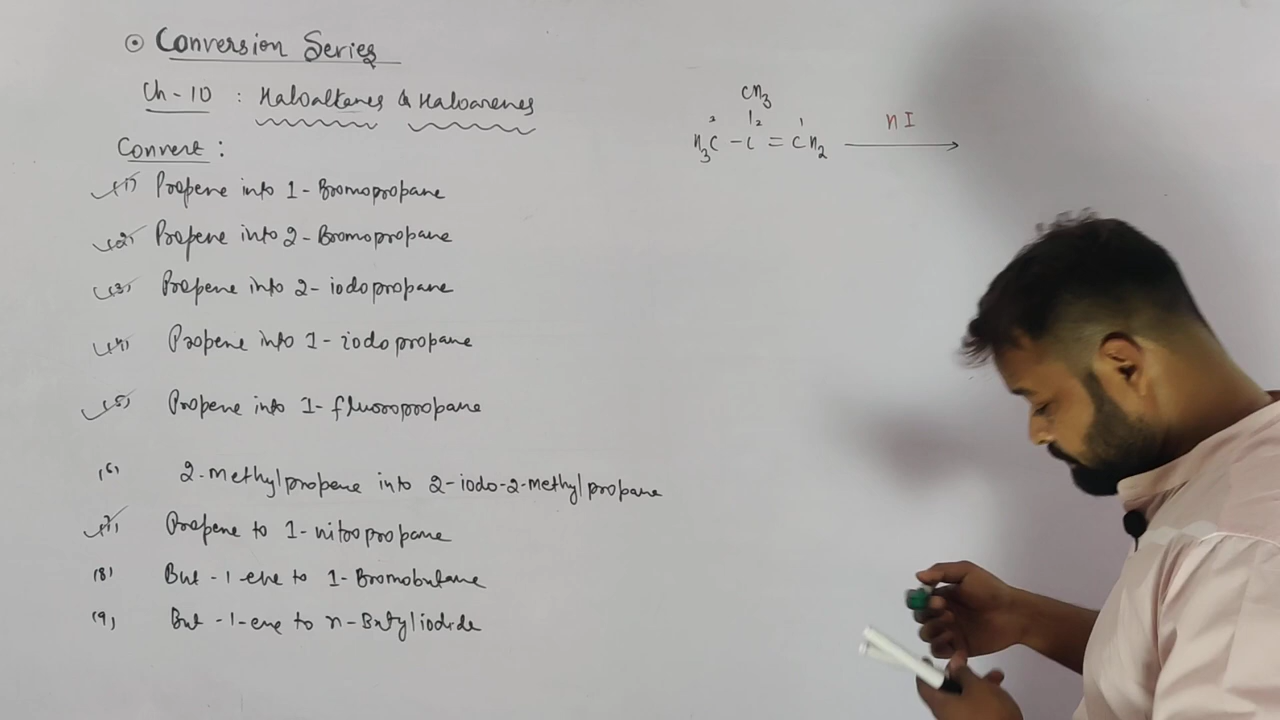 Conversion Series
Ch-10 : Haloalkanes & Haloarenes
Convert :
(1) Propene into 1-Bromopropane
(2) Propene into 2-Bromopropane
(3) Propene into 2-iodopropane
(4) Propene into 1-iodopropane
(5) Propene into 1-fluoropropane
(6) 2-Methylpropene into 2-iodo-2-Methylpropane
(7) Propene to 1-nitropropane
(8) But-1-ene to 1-Bromobutane
(9) But-1-ene to n-Butyliodide
CH3
3 2 1
H3C - C = CH2
HI